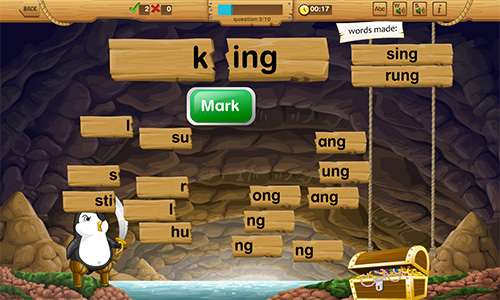 BACK
2 0
question 3/10
00:17
Abc
W
S
i
words made:
sing
rung
k ing
Mark
l
su
ang
s
ung
r
sti
ong
ang
l
ng
hu
ng
ng